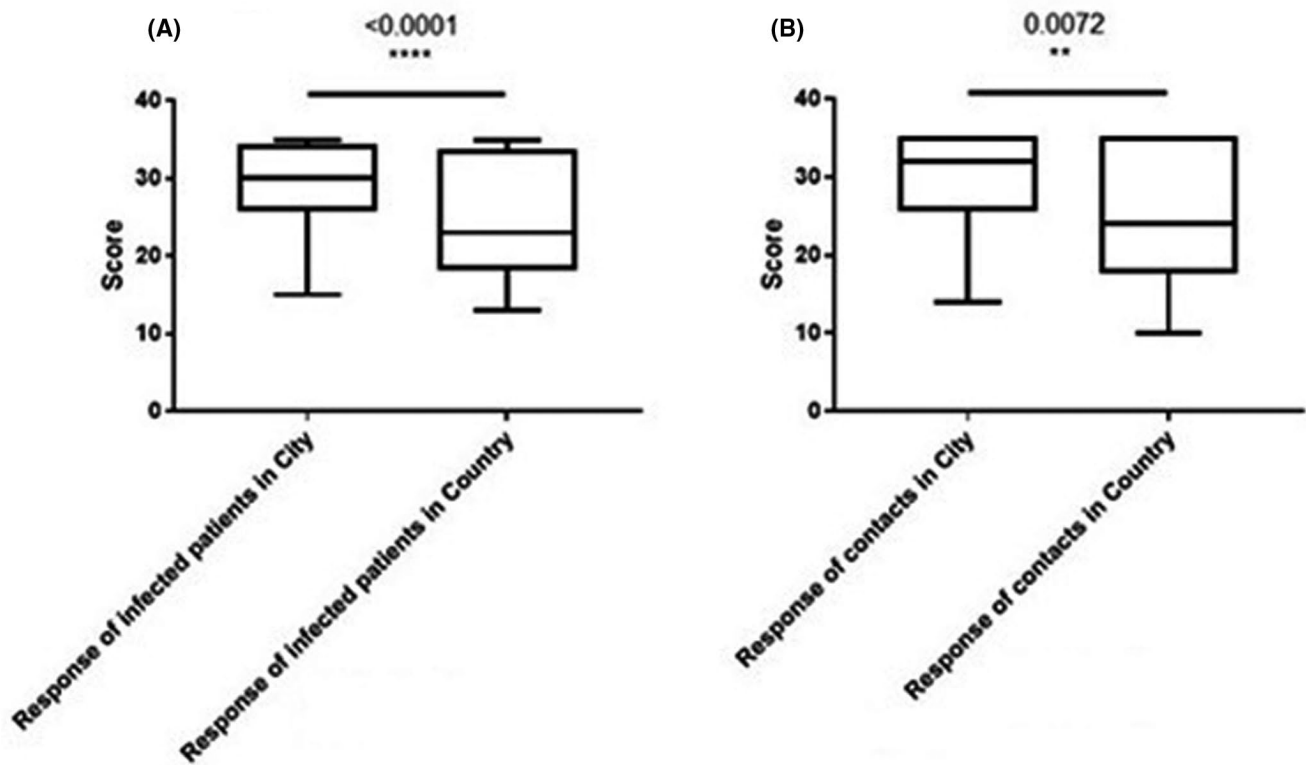 (A)
<0.0001
****
40
30
20
10
0
Score
Response of infected patients in City
Response of infected patients in Country
(B)
0.0072
**
40
30
20
10
0
Score
Response of contacts in City
Response of contacts in Country